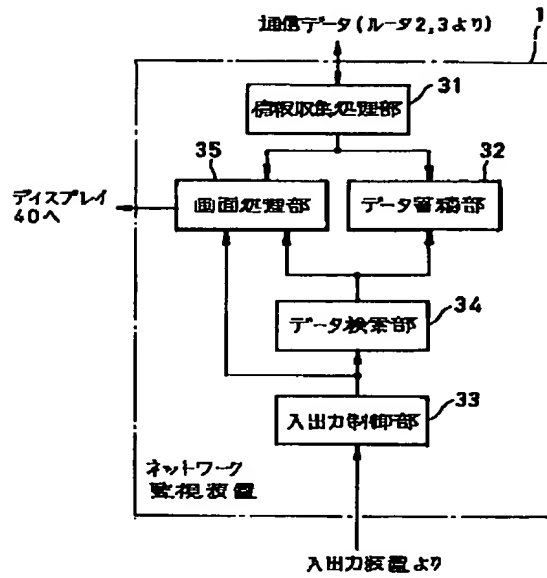 通信データ(ルータ2,3より)
1
31
情報収集処理部
35
32
ディスプレイ
40へ
画面処理部
データ蓄積部
34
データ検索部
33
入出力制御部
ネットワーク
監視装置
入出力装置より